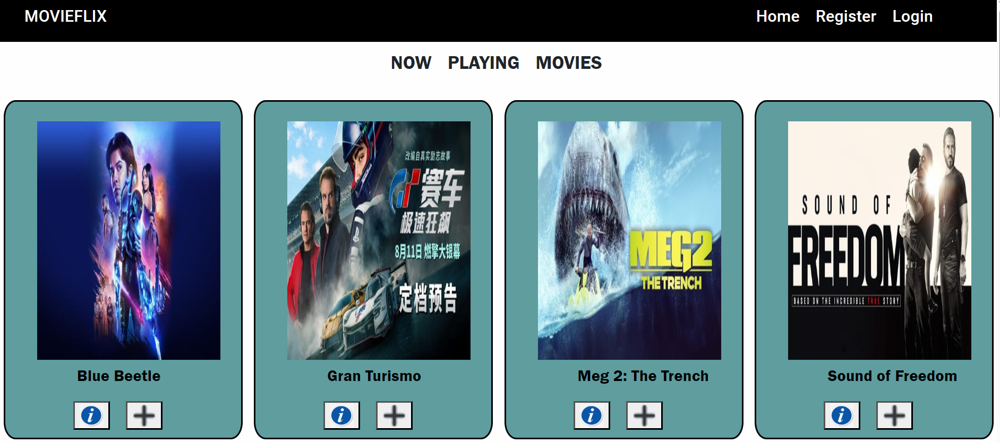 MOVIEFLIX
Home Register Login
NOW PLAYING MOVIES
改编自真实励志故事
GT赛车
极速狂飙
8月11日 燃擎大银幕
定档预告
MEG2
THE TRENCH
SOUND OF
FREEDOM
BASED ON THE INCREDIBLE TRUE STORY
Blue Beetle
Gran Turismo
Meg 2: The Trench
Sound of Freedom
i
i
i
i